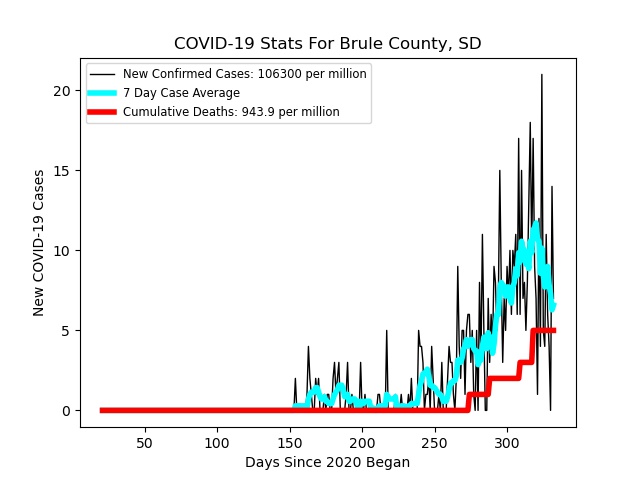 COVID-19 Stats For Brule County, SD
New Confirmed Cases: 106300 per million
7 Day Case Average
Cumulative Deaths: 943.9 per million
New COVID-19 Cases
20
15
10
5
0
50 100 150 200 250 300
Days Since 2020 Began